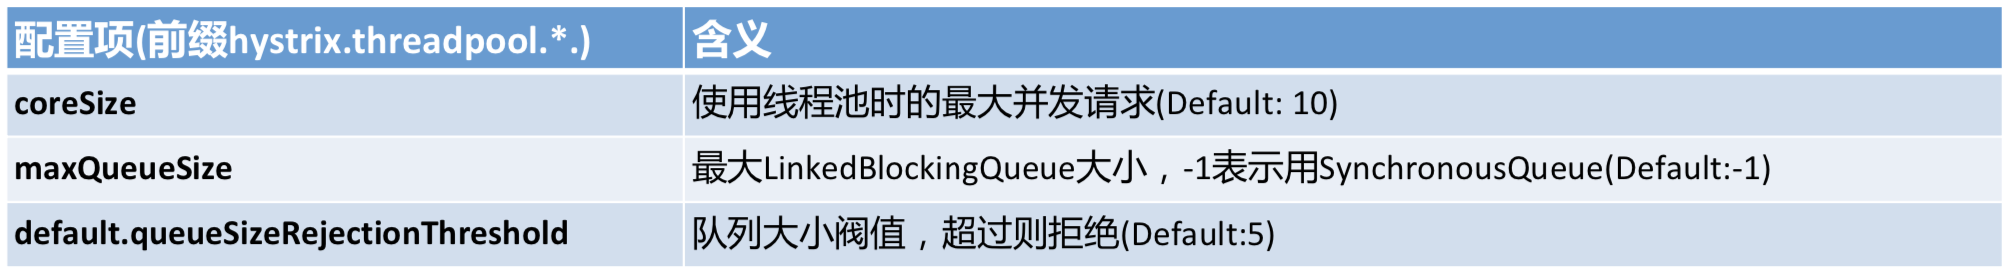 配置项(前缀hystrix.threadpool.*.) 含义
coreSize 使用线程池时的最大并发请求(Default: 10)
maxQueueSize 最大LinkedBlockingQueue大小，-1表示用SynchronousQueue(Default:-1)
default.queueSizeRejectionThreshold 队列大小阀值，超过则拒绝(Default:5)